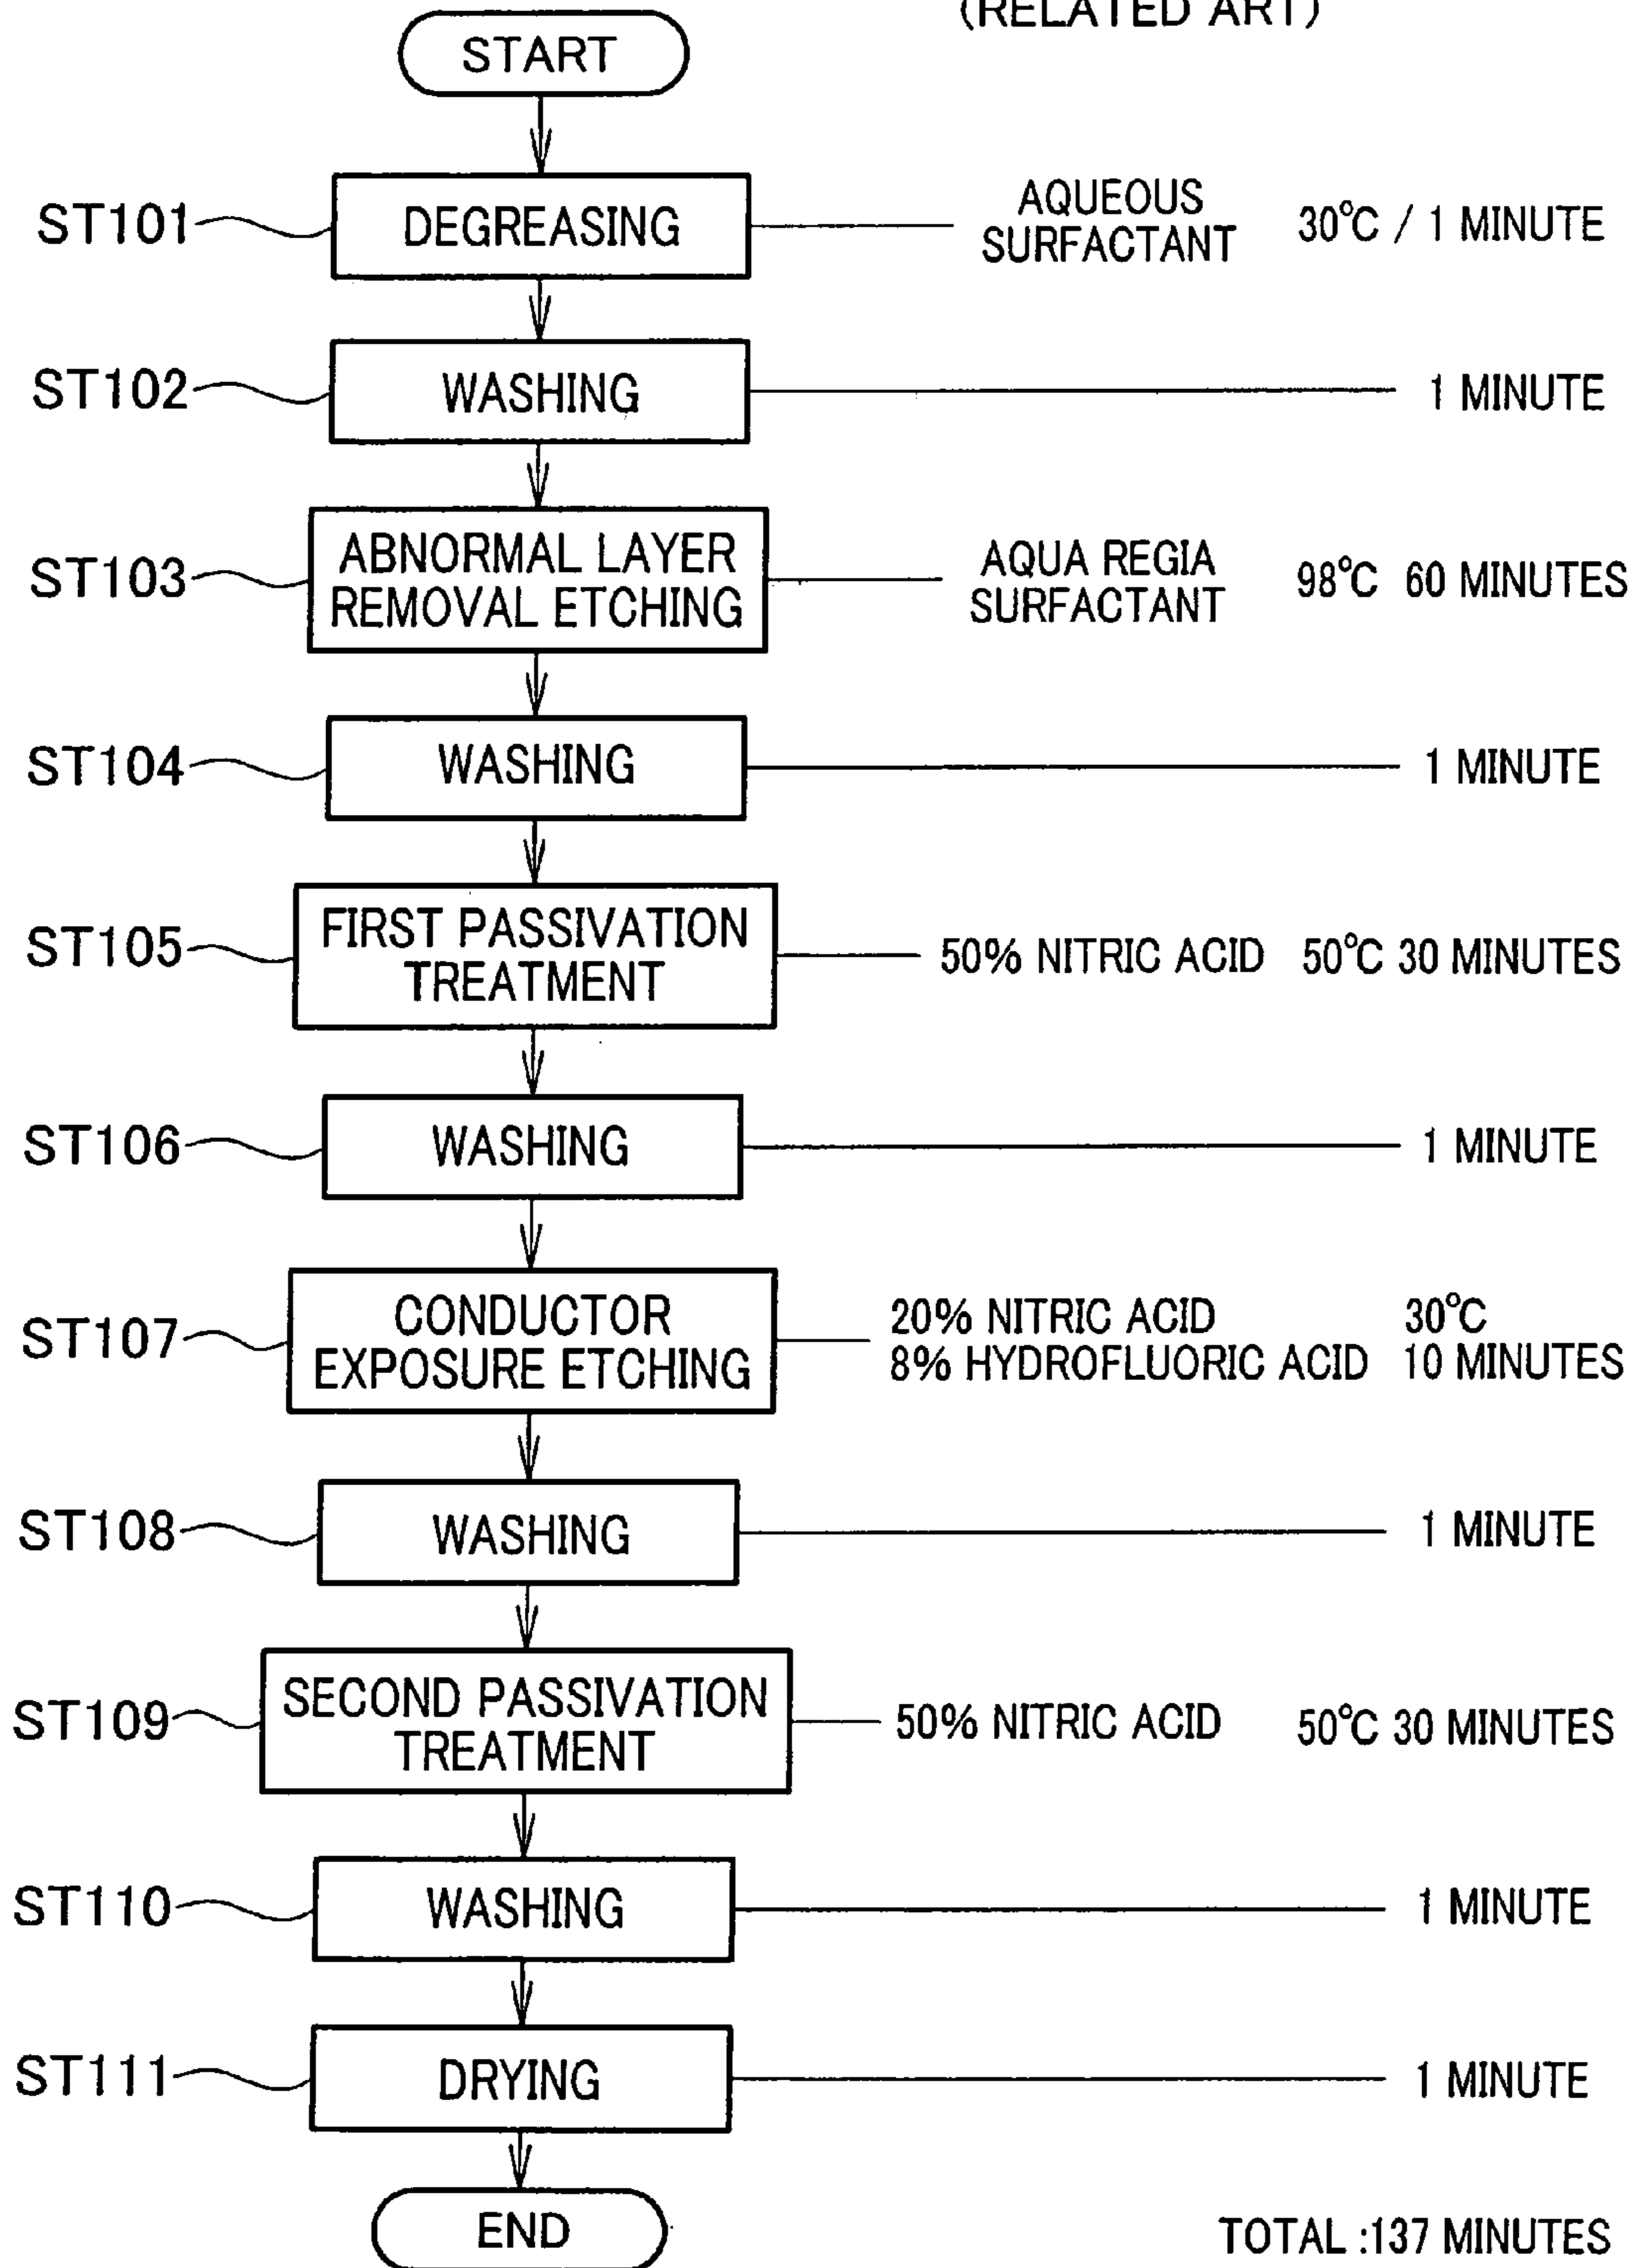 (RELATED ART)
START
ST101
DEGREASING
AQUEOUS
SURFACTANT
30°C / 1 MINUTE
ST102
WASHING
1 MINUTE
ST103
ABNORMAL LAYER
REMOVAL ETCHING
AQUA REGIA
SURFACTANT
98°C 60 MINUTES
ST104
WASHING
1 MINUTE
ST105
FIRST PASSIVATION
TREATMENT
50% NITRIC ACID
50°C 30 MINUTES
ST106
WASHING
1 MINUTE
ST107
CONDUCTOR
EXPOSURE ETCHING
20% NITRIC ACID
8% HYDROFLUORIC ACID
30°C
10 MINUTES
ST108
WASHING
1 MINUTE
ST109
SECOND PASSIVATION
TREATMENT
50% NITRIC ACID
50°C 30 MINUTES
ST110
WASHING
1 MINUTE
ST111
DRYING
1 MINUTE
END
TOTAL :137 MINUTES